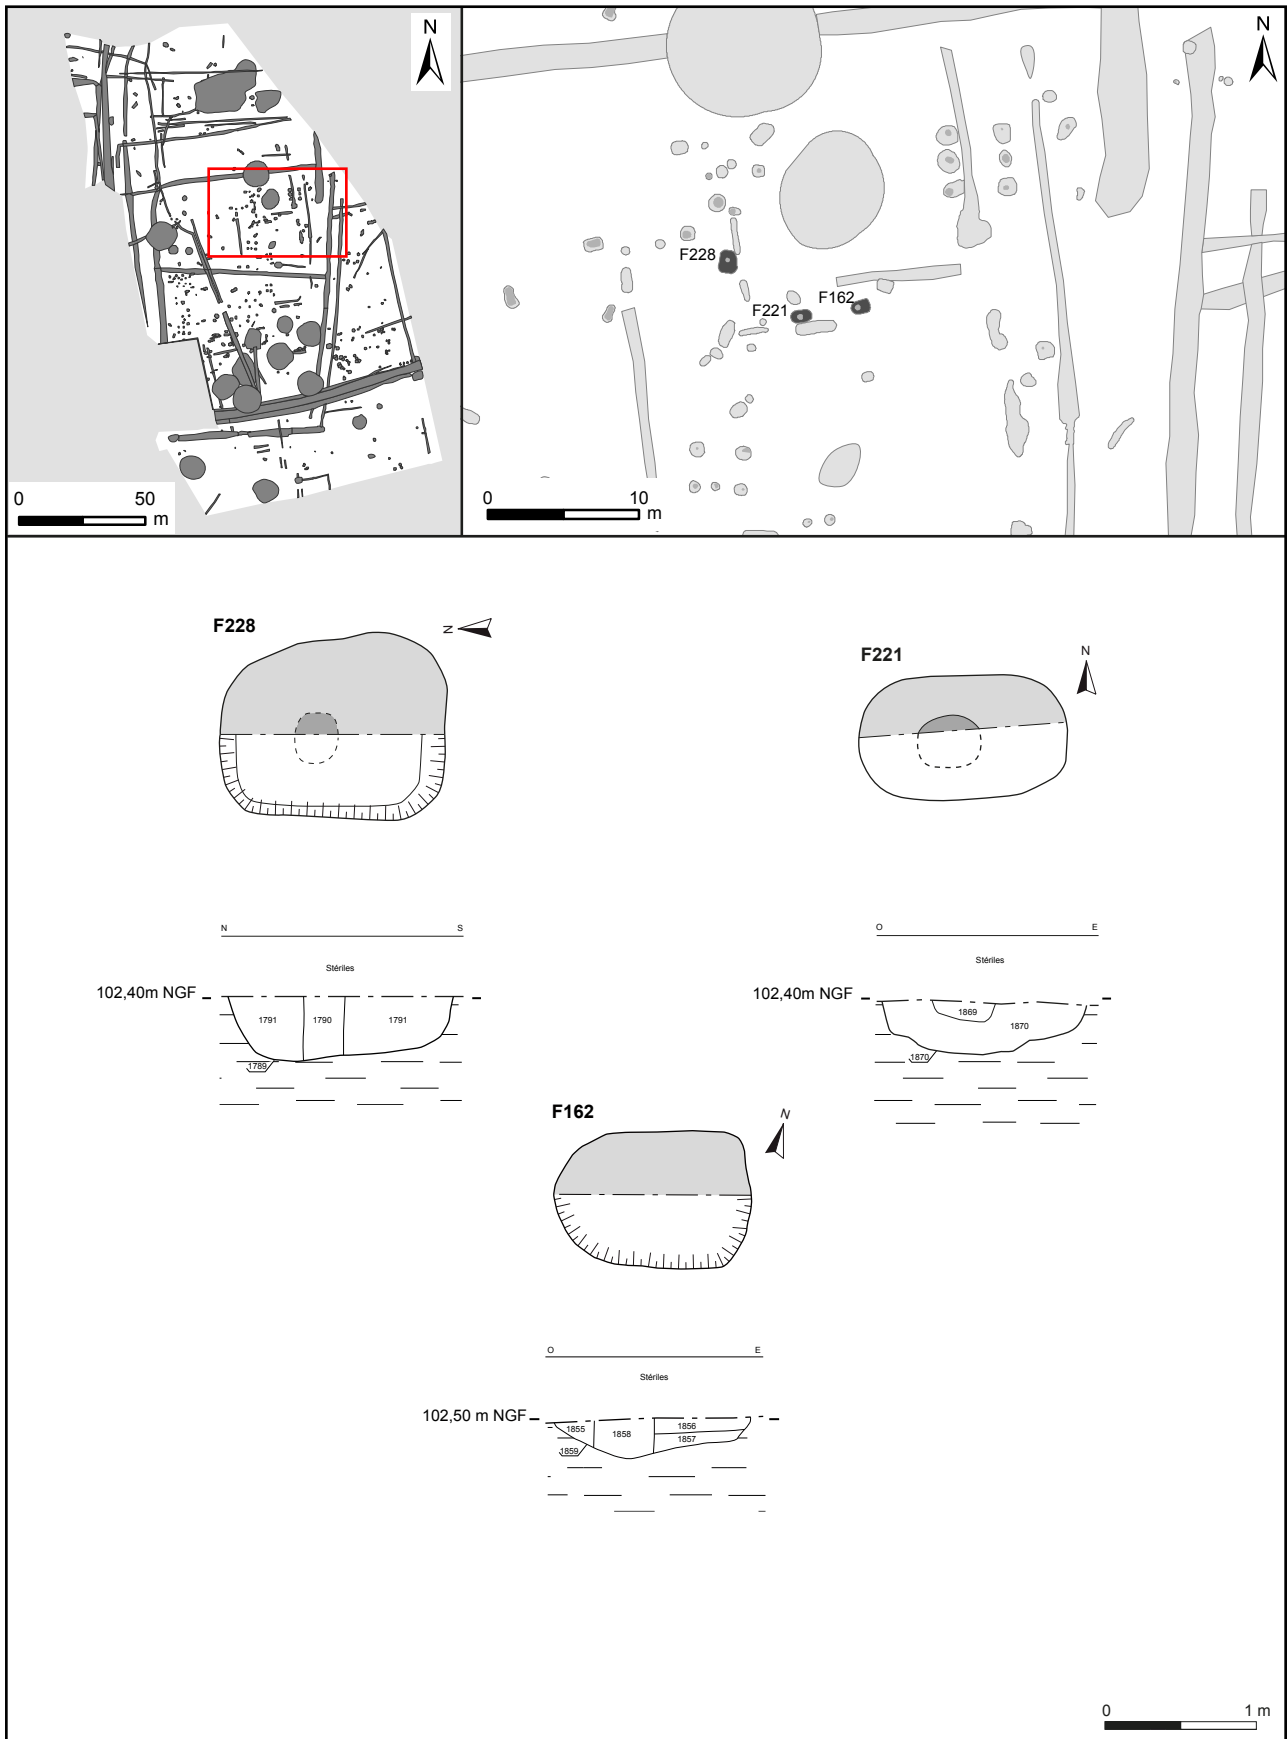 N
0 50
m
N
F228
F221
F162
0 10
m
F228
N
F221
N
N S
Stériles
102,40m NGF
1791 1790 1791
1789
O E
Stériles
102,40m NGF
1869
1870
1870
F162
N
O E
Stériles
102,50 m NGF
1855 1858 1856
1857
1859
0 1 m